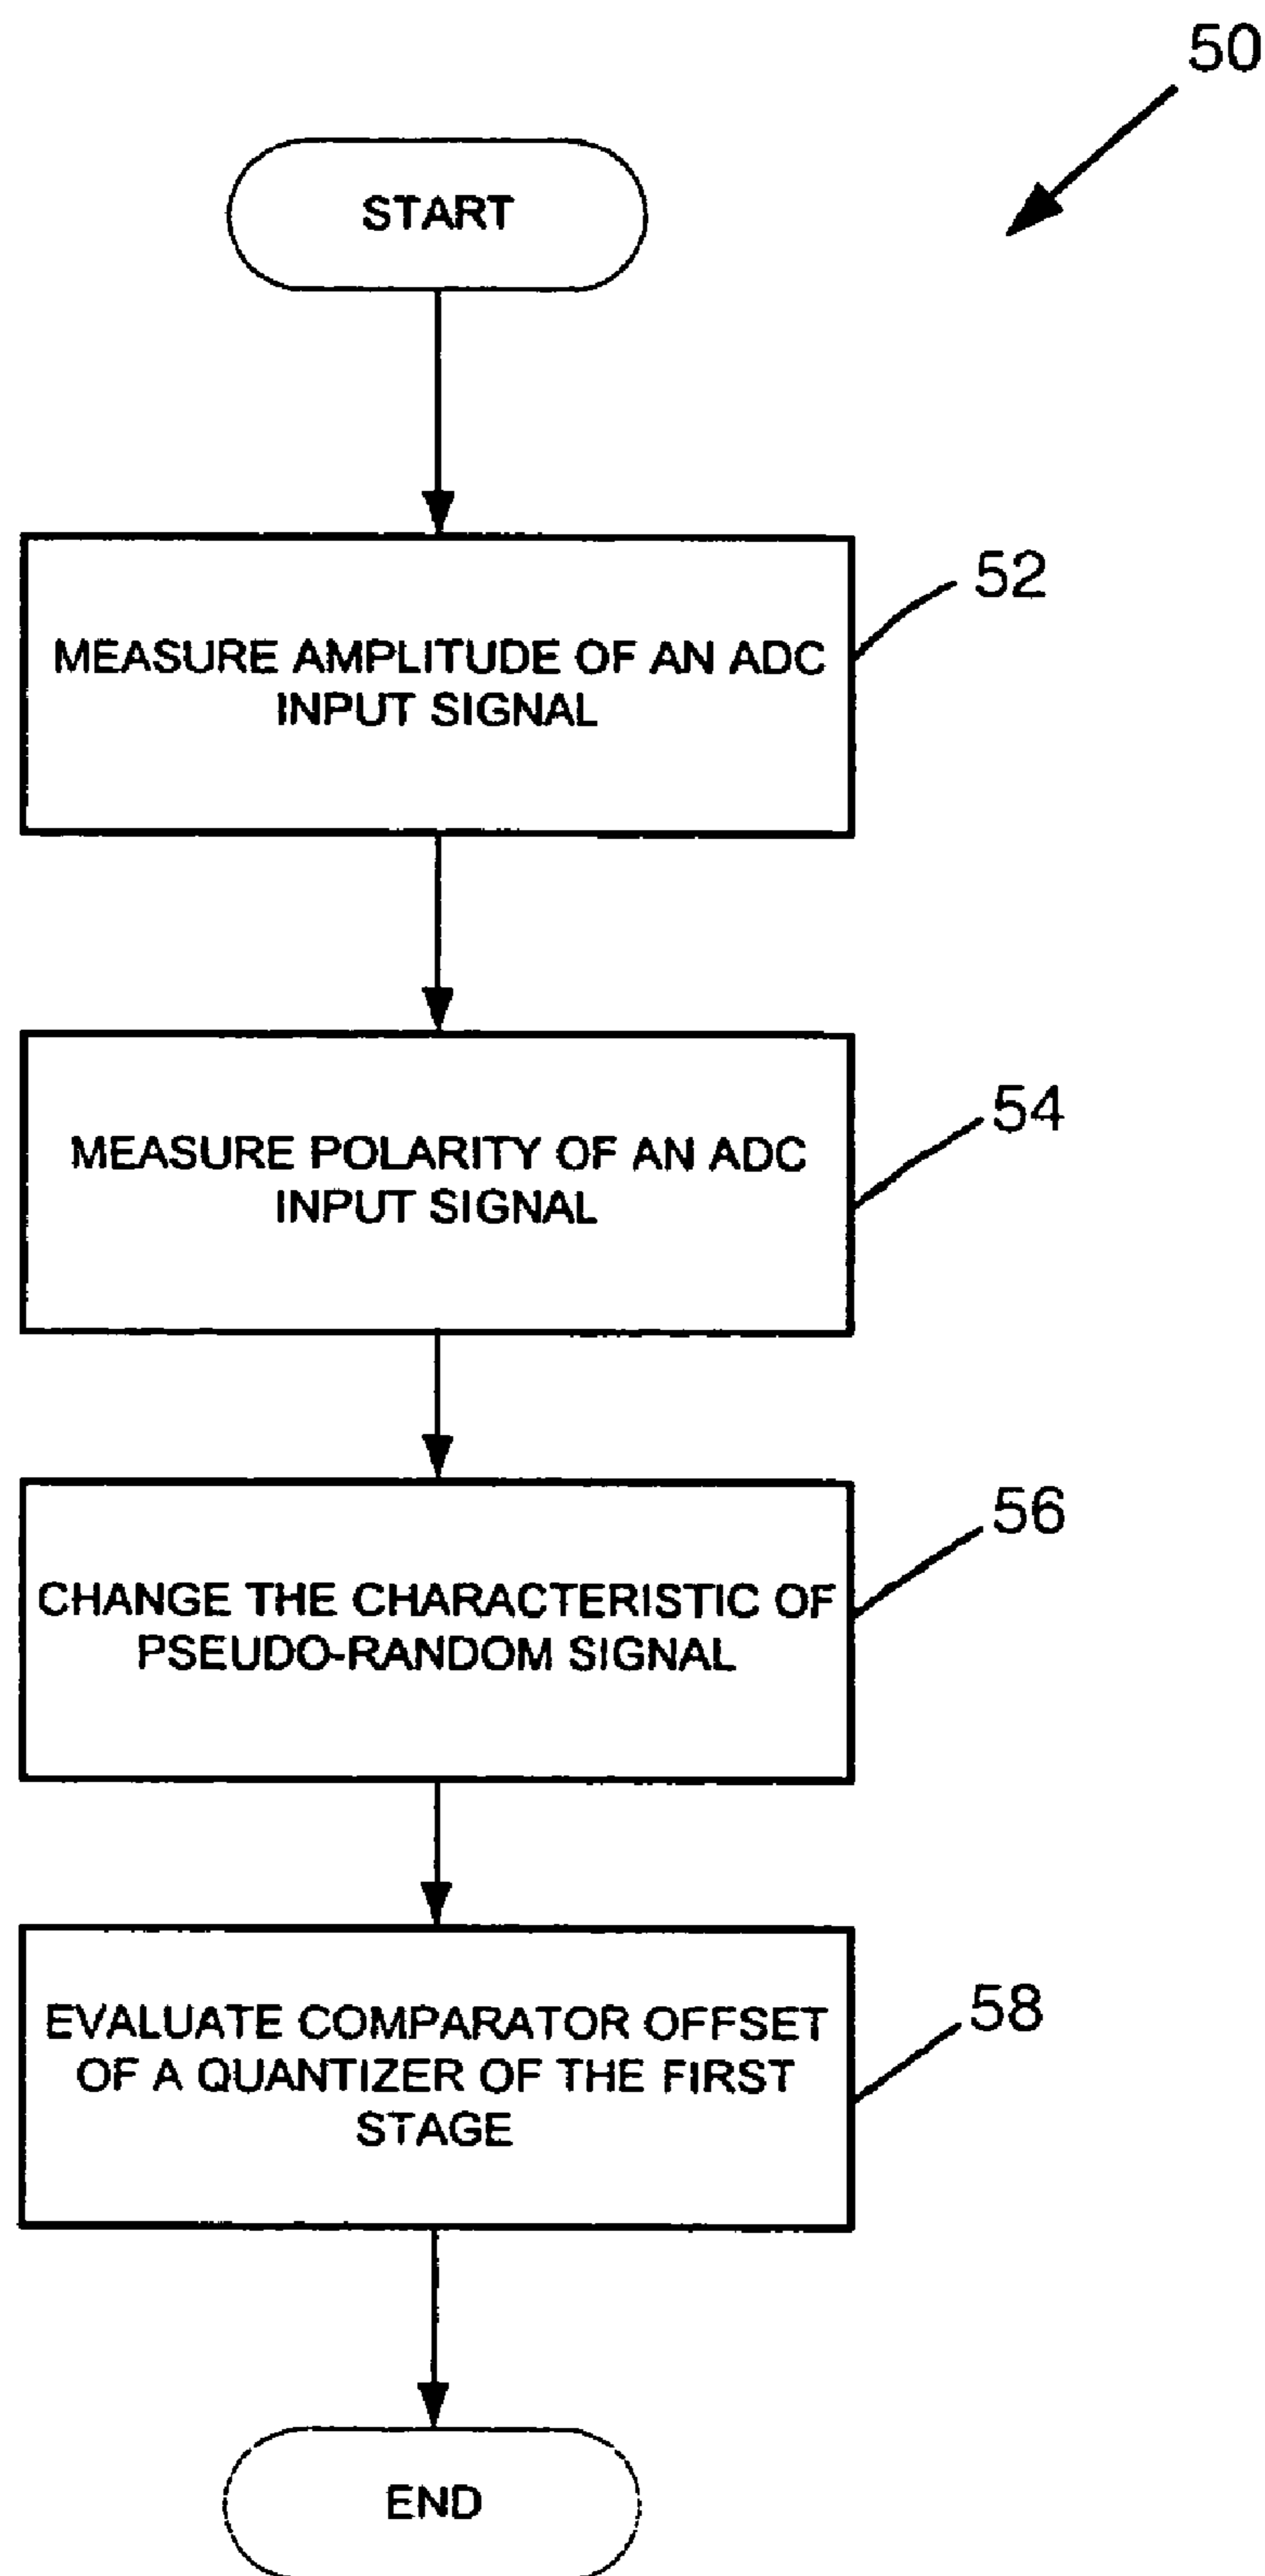 50
START
MEASURE AMPLITUDE OF AN ADC
INPUT SIGNAL
52
MEASURE POLARITY OF AN ADC
INPUT SIGNAL
54
CHANGE THE CHARACTERISTIC OF
PSEUDO-RANDOM SIGNAL
56
EVALUATE COMPARATOR OFFSET
OF A QUANTIZER OF THE FIRST
STAGE
58
END